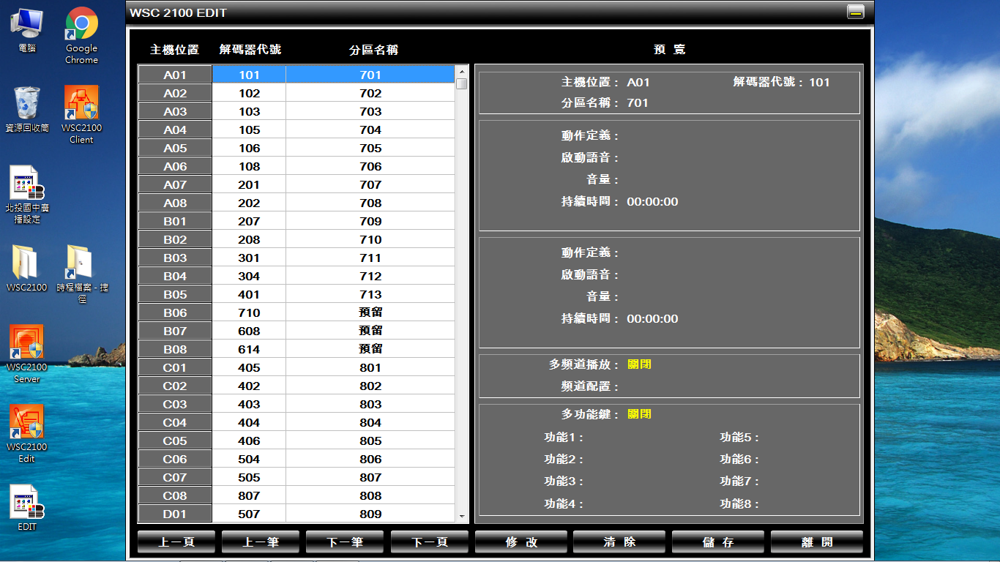 電腦
Google
Chrome
資源回收筒
WSC2100
Client
北投國中廣
播設定
WSC2100
時程檔案 - 捷
徑
WSC2100
Server
WSC2100
Edit
EDIT
WSC 2100 EDIT
主機位置 解碼器代號 分區名稱
A01 101 701
A02 102 702
A03 103 703
A04 105 704
A05 106 705
A06 108 706
A07 201 707
A08 202 708
B01 207 709
B02 208 710
B03 301 711
B04 304 712
B05 401 713
B06 710 預留
B07 608 預留
B08 614 預留
C01 405 801
C02 402 802
C03 403 803
C04 404 804
C05 406 805
C06 504 806
C07 505 807
C08 807 808
D01 507 809
預 覽
主機位置： A01 解碼器代號： 101
分區名稱： 701
動作定義：
啟動語音：
音量：
持續時間： 00:00:00
動作定義：
啟動語音：
音量：
持續時間： 00:00:00
多頻道播放： 關閉
頻道配置：
多功能鍵： 關閉
功能1： 功能5：
功能2： 功能6：
功能3： 功能7：
功能4： 功能8：
上一頁 上一筆 下一筆 下一頁 修 改 清 除 儲 存 離 開